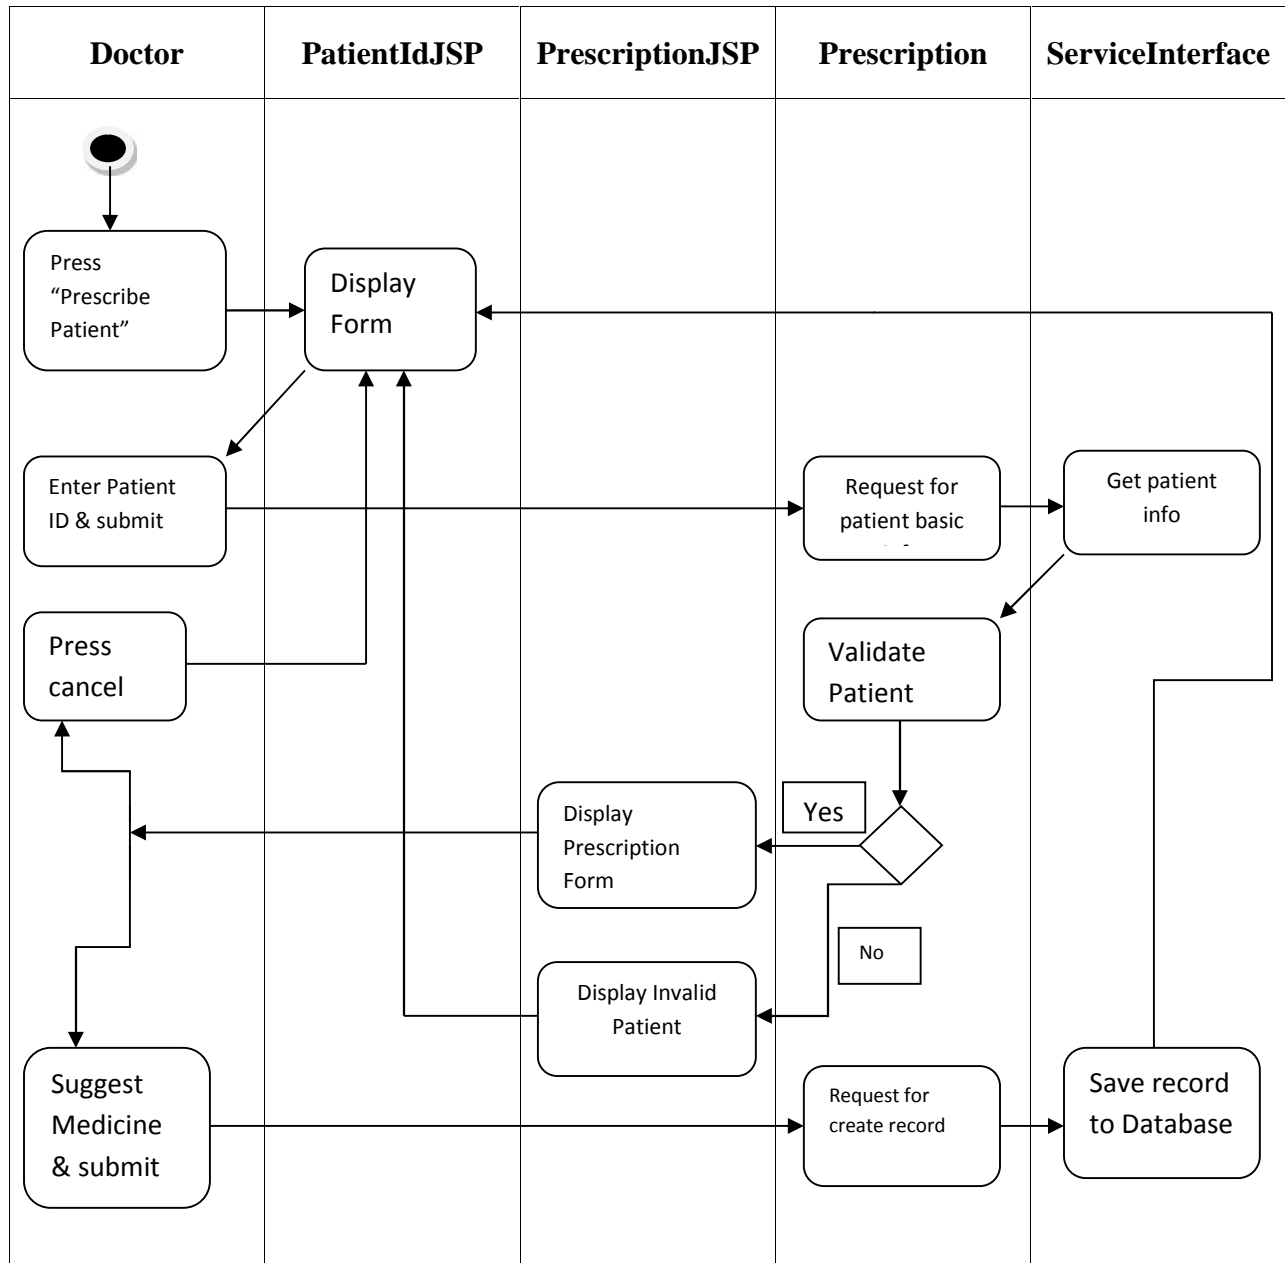 Doctor
PatientIdJSP
PrescriptionJSP
Prescription
ServiceInterface
Press
“Prescribe
Patient”
Display
Form
Enter Patient
ID & submit
Request for
patient basic
Get patient
info
Press
cancel
Validate
Patient
Yes
Display
Prescription
Form
No
Display Invalid
Patient
Suggest
Medicine
& submit
Request for
create record
Save record
to Database